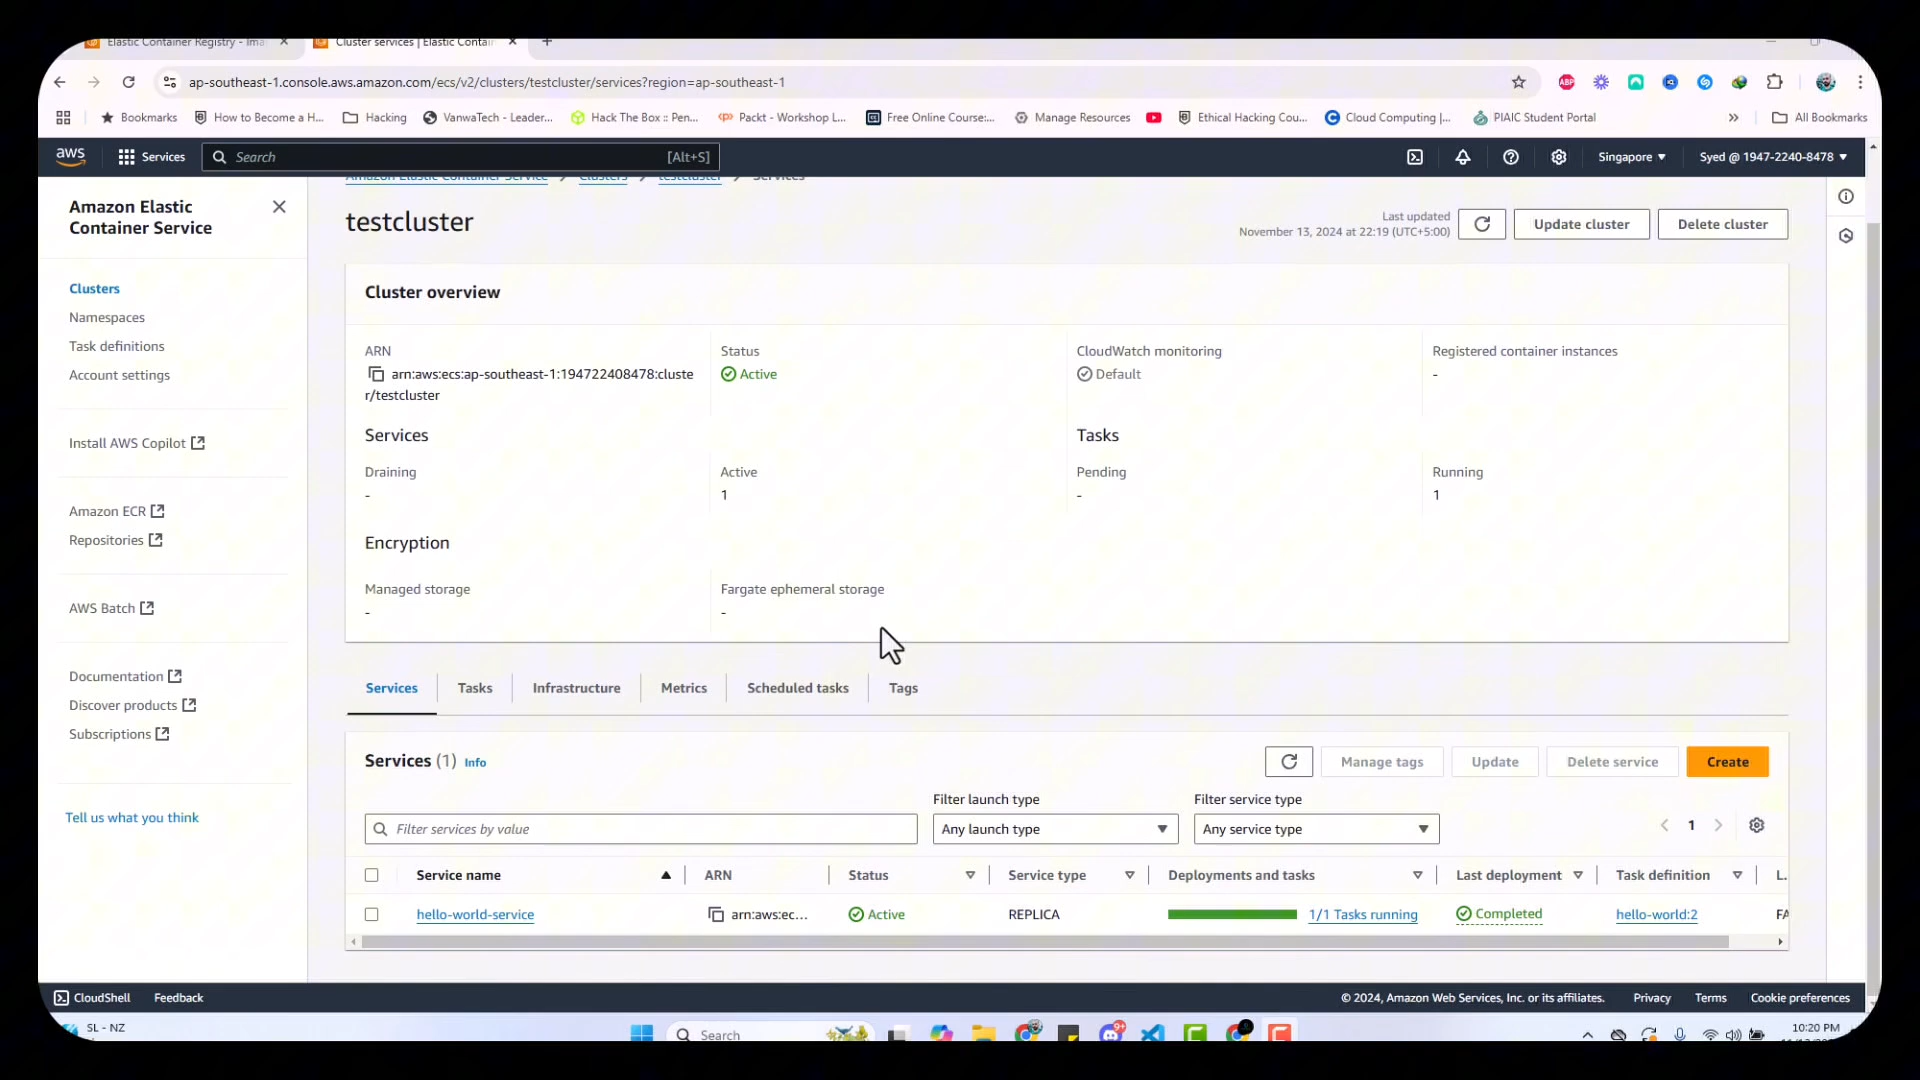 Elastic Container Registry - Ima
Cluster services | Elastic Contai
ap-southeast-1.console.aws.amazon.com/ecs/v2/clusters/testcluster/services?region=ap-southeast-1
Bookmarks
How to Become a H...
Hacking
VanwaTech - Leader...
Hack The Box :: Pen...
Packt - Workshop L...
Free Online Course:...
Manage Resources
Ethical Hacking Cou...
Cloud Computing |...
PIAIC Student Portal
All Bookmarks
aws
Services
Search
[Alt+S]
Singapore
Syed @ 1947-2240-8478
Amazon Elastic Container Service
Clusters
testcluster
Services
Amazon Elastic
Container Service
Clusters
Namespaces
Task definitions
Account settings
Install AWS Copilot
Amazon ECR
Repositories
AWS Batch
Documentation
Discover products
Subscriptions
Tell us what you think
testcluster
Last updated
November 13, 2024 at 22:19 (UTC+5:00)
Update cluster
Delete cluster
Cluster overview
ARN
arn:aws:ecs:ap-southeast-1:194722408478:cluste
r/testcluster
Status
Active
CloudWatch monitoring
Default
Registered container instances
-
Services
Tasks
Draining
-
Active
1
Pending
-
Running
1
Encryption
Managed storage
-
Fargate ephemeral storage
-
Services
Tasks
Infrastructure
Metrics
Scheduled tasks
Tags
Services (1) Info
Manage tags
Update
Delete service
Create
Filter launch type
Filter service type
Filter services by value
Any launch type
Any service type
1
Service name
ARN
Status
Service type
Deployments and tasks
Last deployment
Task definition
L.
hello-world-service
arn:aws:ec...
Active
REPLICA
1/1 Tasks running
Completed
hello-world:2
FA
CloudShell
Feedback
© 2024, Amazon Web Services, Inc. or its affiliates.
Privacy
Terms
Cookie preferences
SL - NZ
Search
10:20 PM